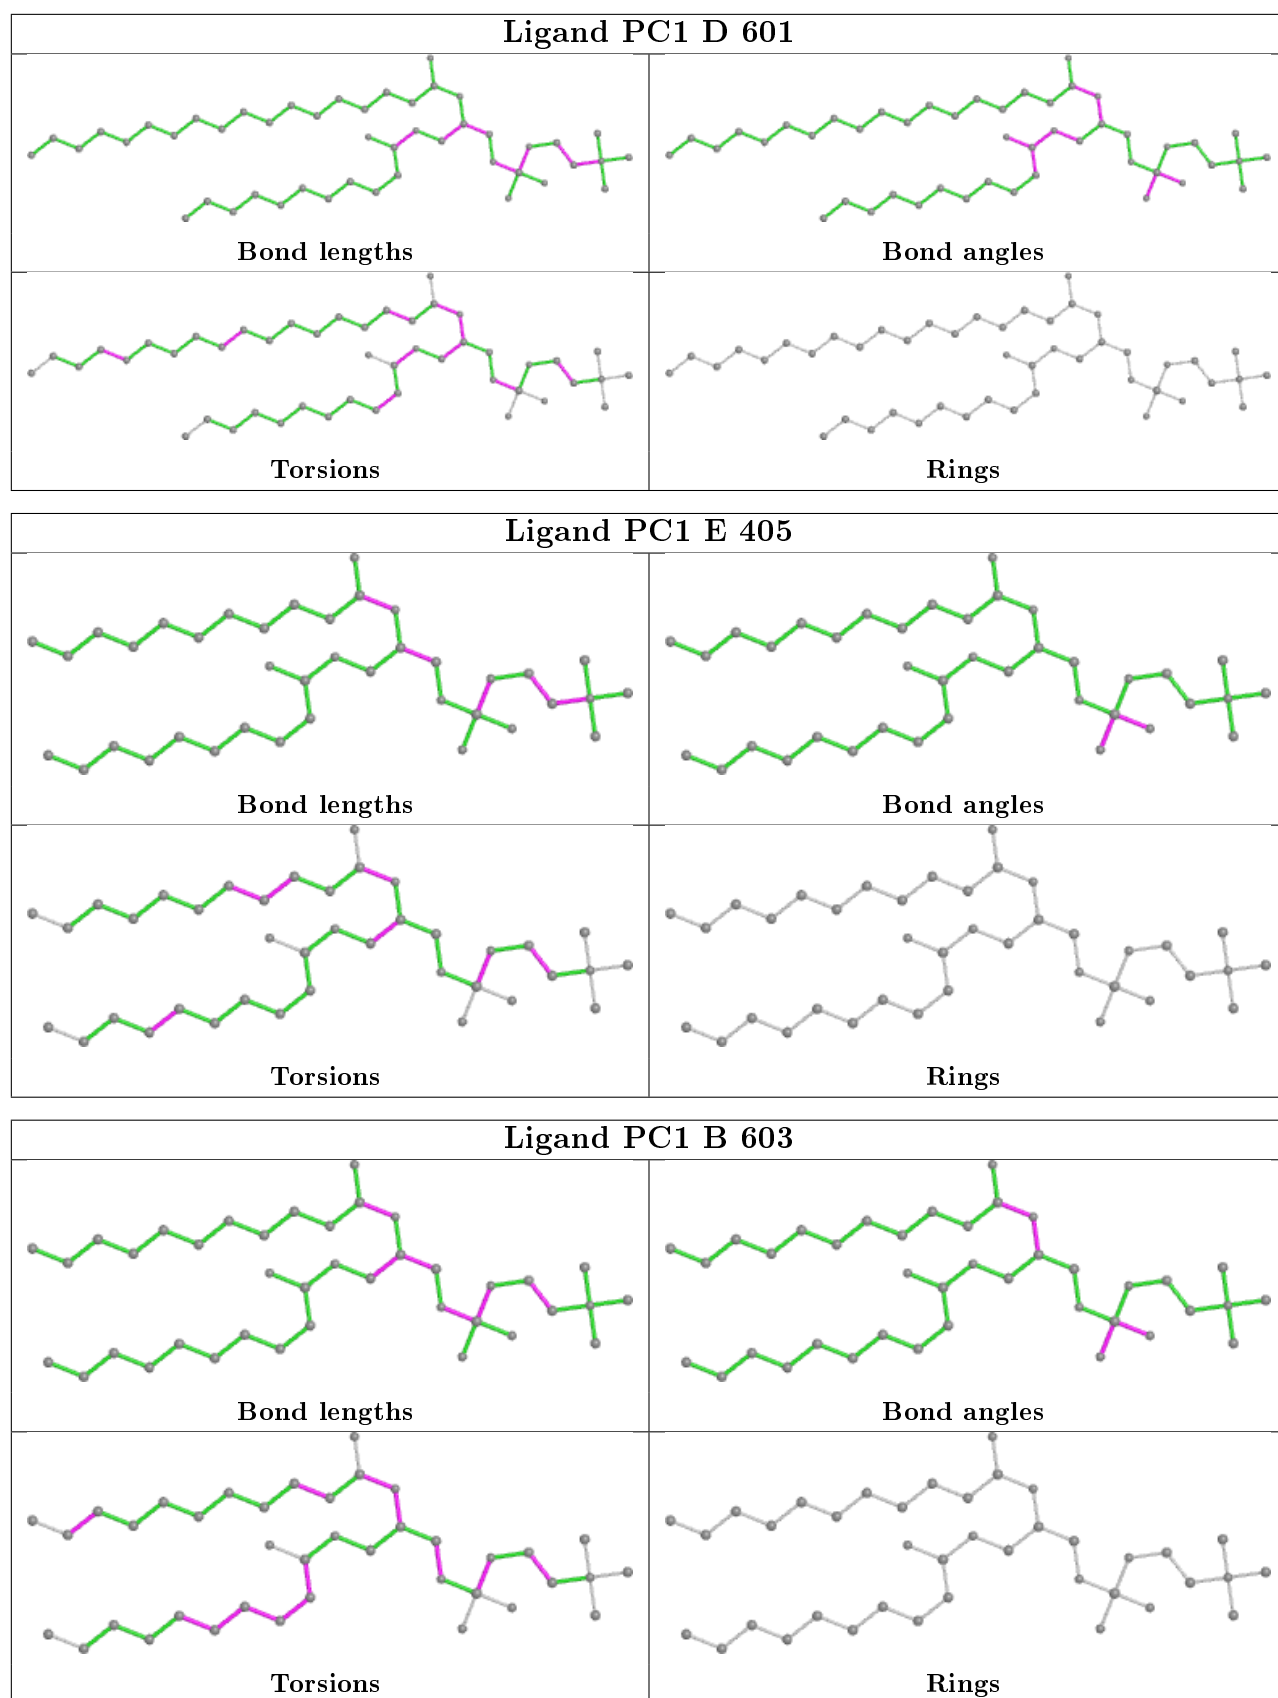 Ligand PC1 D 601
Bond lengths
Bond angles
Torsions
Rings
Ligand PC1 E 405
Bond lengths
Bond angles
Torsions
Rings
Ligand PC1 B 603
Bond lengths
Bond angles
Torsions
Rings